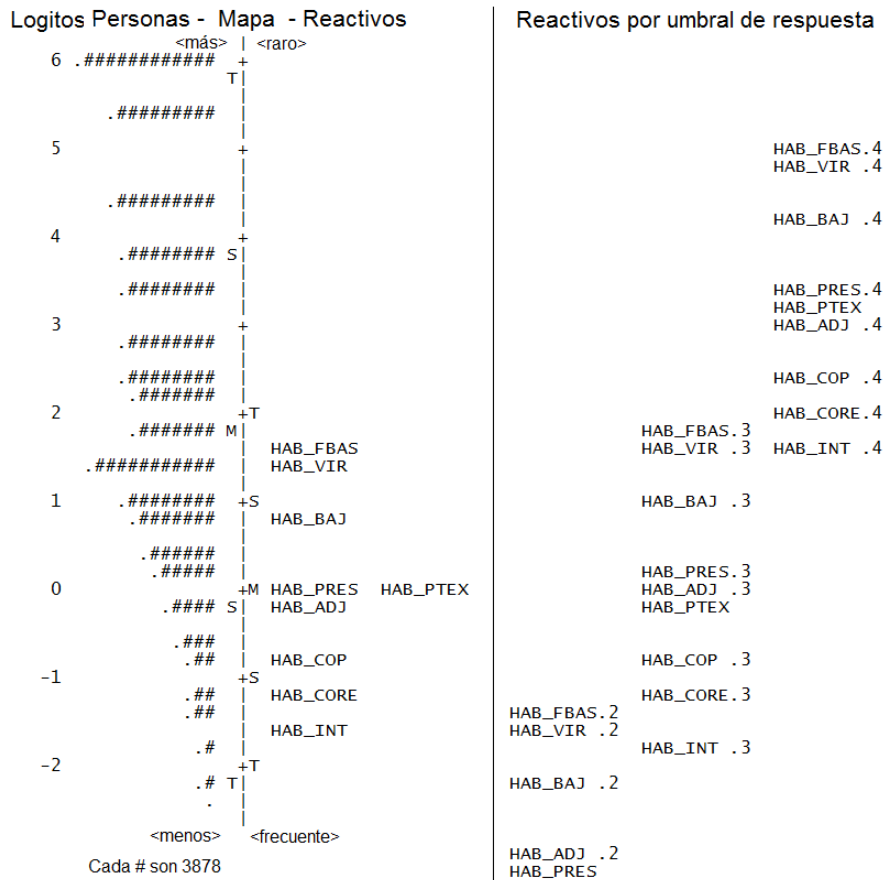 Logitos Personas - Mapa - Reactivos Reactivos por umbral de respuesta
<más> | <raro>
6 .############ +
T|
|
.######### |
|
5 + HAB_FBAS.4
| HAB_VIR .4
|
.######### |
| HAB_BAJ .4
4 +
.######## S|
|
.######## | HAB_PRES.4
| HAB_PTEX
3 + HAB_ADJ .4
.######## |
|
.######## | HAB_COP .4
.####### |
2 +T HAB_CORE.4
.####### M| HAB_FBAS.3
| HAB_FBAS HAB_VIR .3 HAB_INT .4
.########### | HAB_VIR
|
1 .######## +S HAB_BAJ .3
.####### | HAB_BAJ
|
.###### |
.##### | HAB_PRES.3
0 +M HAB_PRES HAB_PTEX HAB_ADJ .3
.#### S| HAB_ADJ HAB_PTEX
|
.### |
.## | HAB_COP HAB_COP .3
-1 +S
.## | HAB_CORE HAB_CORE.3
.## | HAB_FBAS.2
| HAB_INT HAB_VIR .2
.# | HAB_INT .3
-2 +T
.# T| HAB_BAJ .2
. |
|
<menos> <frecuente>
HAB_ADJ .2
Cada # son 3878 HAB_PRES